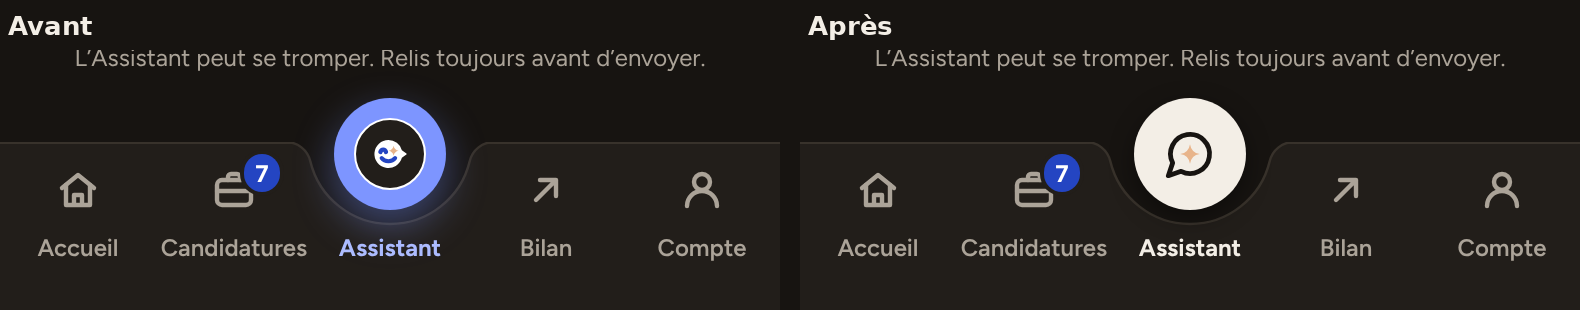 Avant
L’Assistant peut se tromper. Relis toujours avant d’envoyer.
7
Accueil
Candidatures
Assistant
Bilan
Compte
Après
L’Assistant peut se tromper. Relis toujours avant d’envoyer.
7
Accueil
Candidatures
Assistant
Bilan
Compte